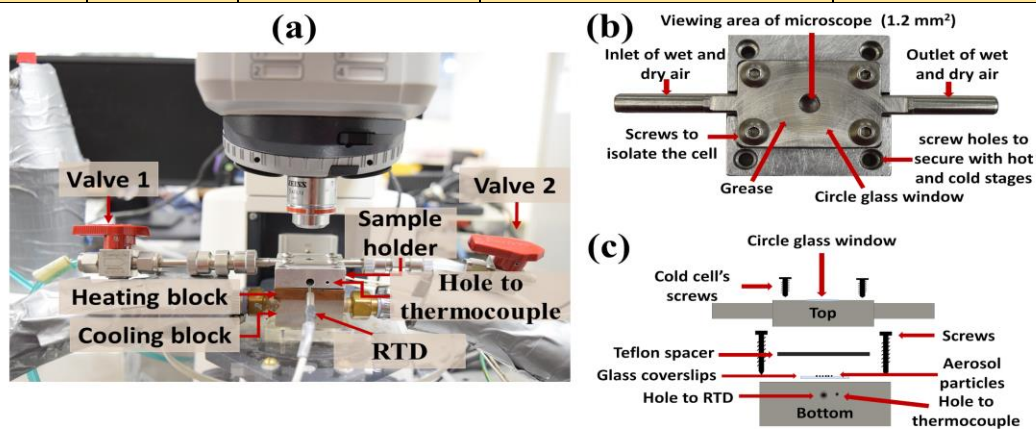 (a)
Valve 1
Valve 2
Sample
holder
Heating block
Hole to
thermocouple
Cooling block
RTD
(b)
Viewing area of microscope (1.2 mm²)
Inlet of wet and
dry air
Outlet of wet
and dry air
Screws to
isolate the cell
screw holes to
secure with hot
and cold stages
Grease
Circle glass window
(c)
Circle glass window
Cold cell's
screws
Top
Screws
Teflon spacer
Glass coverslips
Aerosol
particles
Hole to RTD
Hole to
thermocouple
Bottom